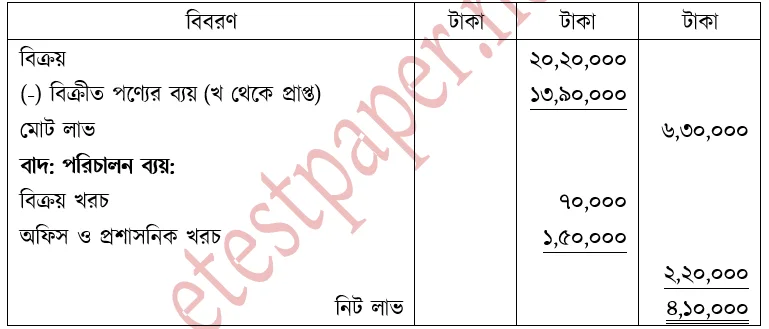 বিবরণ টাকা টাকা টাকা
বিক্রয় ২০,২০,০০০
(-) বিক্রীত পণ্যের ব্যয় (খ থেকে প্রাপ্ত) ১৩,৯০,০০০
মোট লাভ ৬,৩০,০০০
বাদ: পরিচালন ব্যয়:
বিক্রয় খরচ ৭০,০০০
অফিস ও প্রশাসনিক খরচ ১,৫০,০০০
২,২০,০০০
নিট লাভ ৪,১০,০০০
etestpaper.n